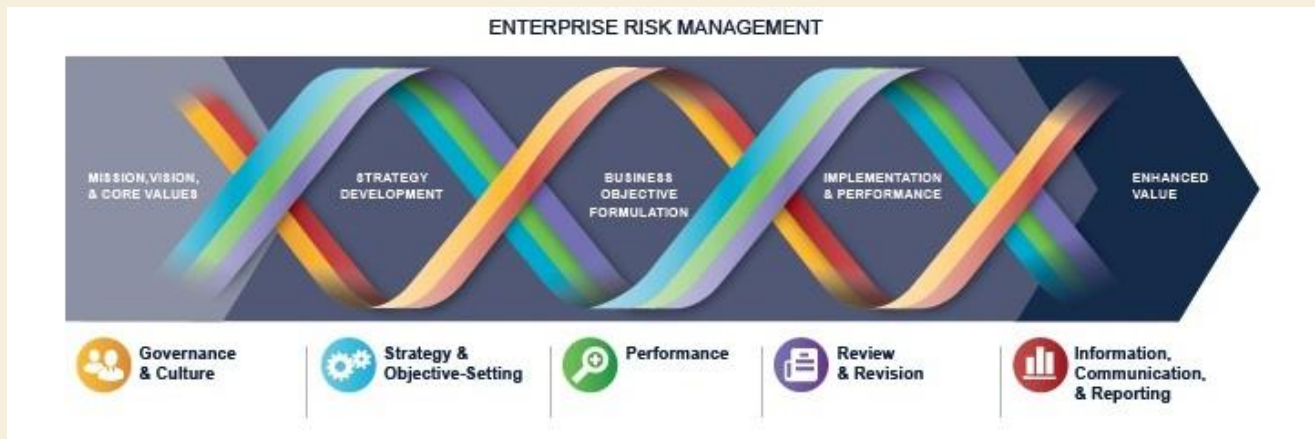 ENTERPRISE RISK MANAGEMENT
MISSION,VISION,
& CORE VALUES
STRATEGY
DEVELOPMENT
BUSINESS
OBJECTIVE
FORMULATION
IMPLEMENTATION
& PERFORMANCE
ENHANCED
VALUE
Governance
& Culture
Strategy &
Objective-Setting
Performance
Review
& Revision
Information,
Communication,
& Reporting